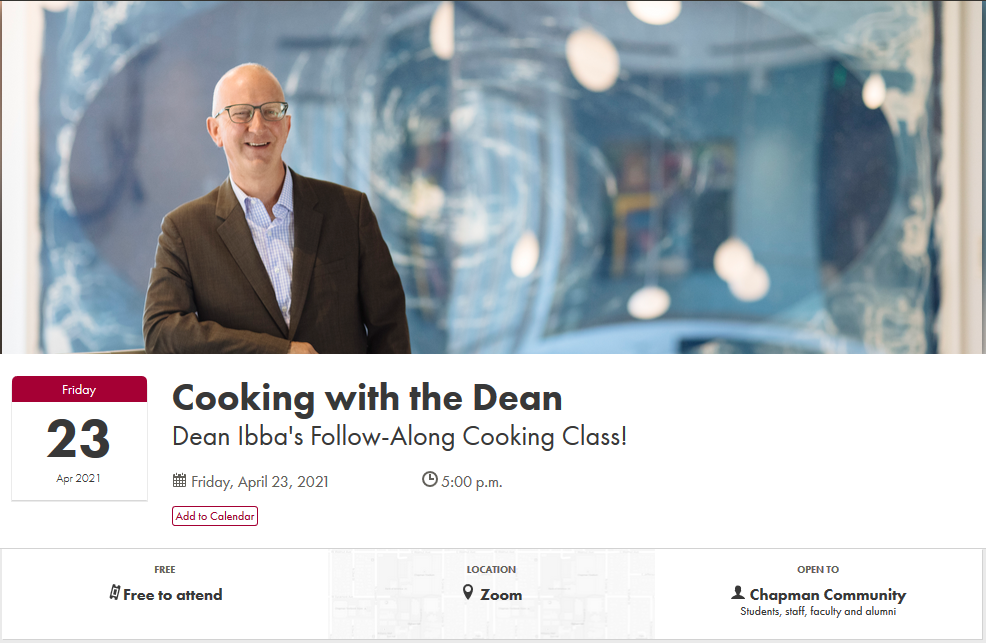 Friday
23
Apr 2021
Cooking with the Dean
Dean Ibba's Follow-Along Cooking Class!
Friday, April 23, 2021
5:00 p.m.
Add to Calendar
FREE
Free to attend
LOCATION
Zoom
OPEN TO
Chapman Community
Students, staff, faculty and alumni